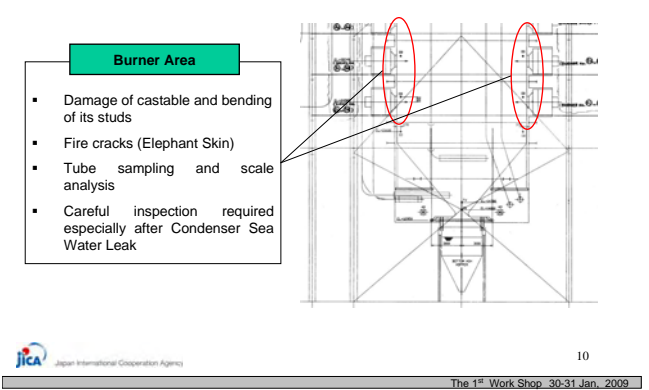 Burner Area
▪ Damage of castable and bending
of its studs
▪ Fire cracks (Elephant Skin)
▪ Tube sampling and scale
analysis
▪ Careful inspection required
especially after Condenser Sea
Water Leak
jICA
Japan International Cooperation Agency
10
The 1st Work Shop 30-31 Jan, 2009